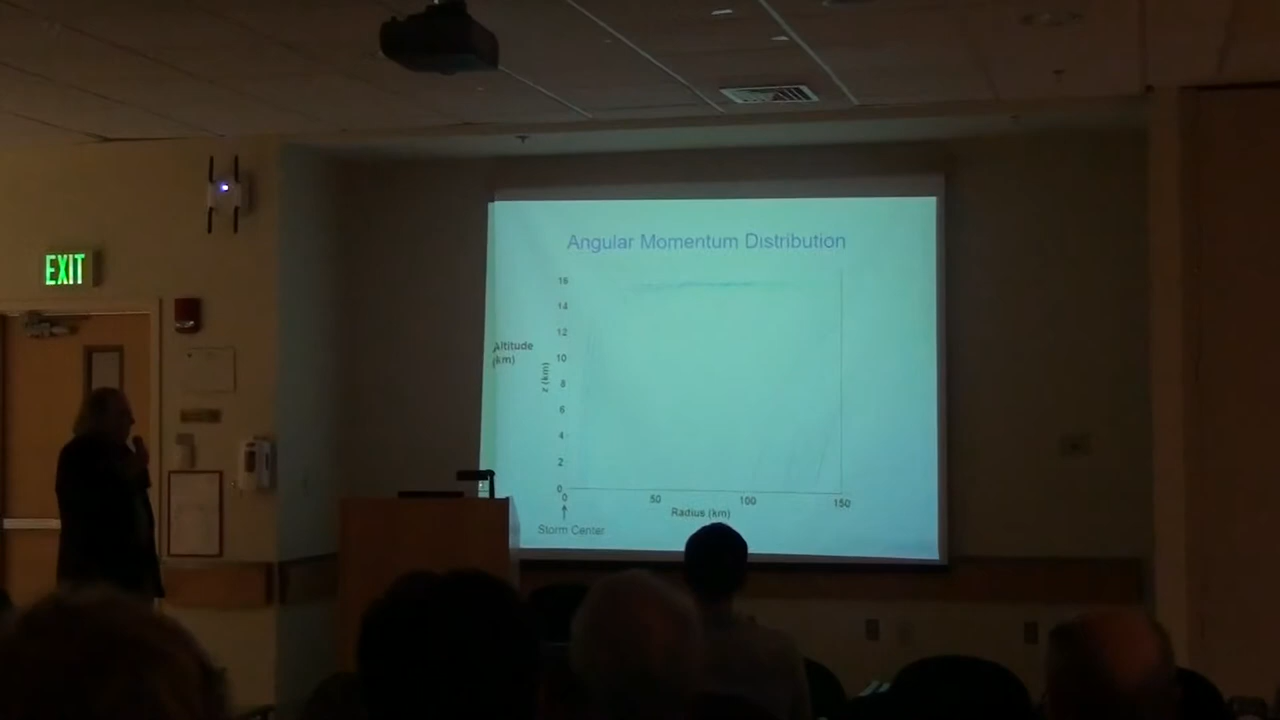 EXIT
Angular Momentum Distribution
16
14
12
Altitude
(km)
10
z (km)
8
6
4
2
0
0
50
100
150
Radius (km)
Storm Center